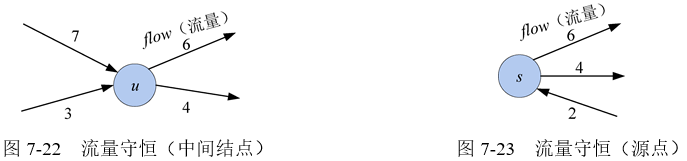 flow（流量）
7
6
u
3
4
图 7-22 流量守恒（中间结点）
flow（流量）
6
s
4
2
图 7-23 流量守恒（源点）